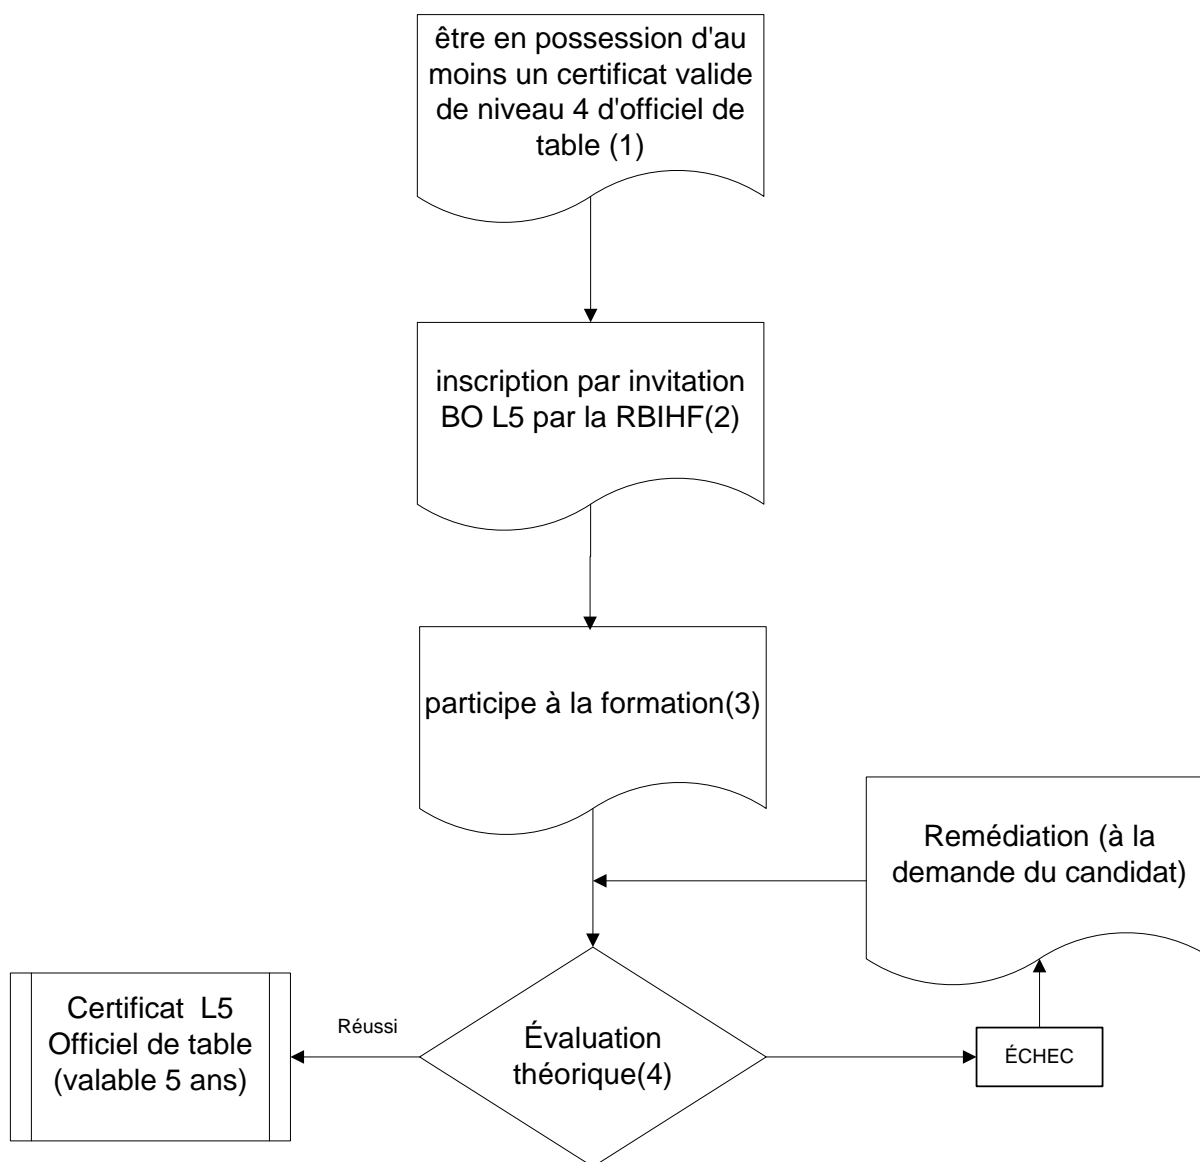 être en possession d'au
moins un certificat valide
de niveau 4 d'officiel de
table (1)
inscription par invitation
BO L5 par la RBIHF(2)
participe à la formation(3)
Remédiation (à la
demande du candidat)
Certificat L5
Officiel de table
(valable 5 ans)
Réussi
Évaluation
théorique(4)
ÉCHEC